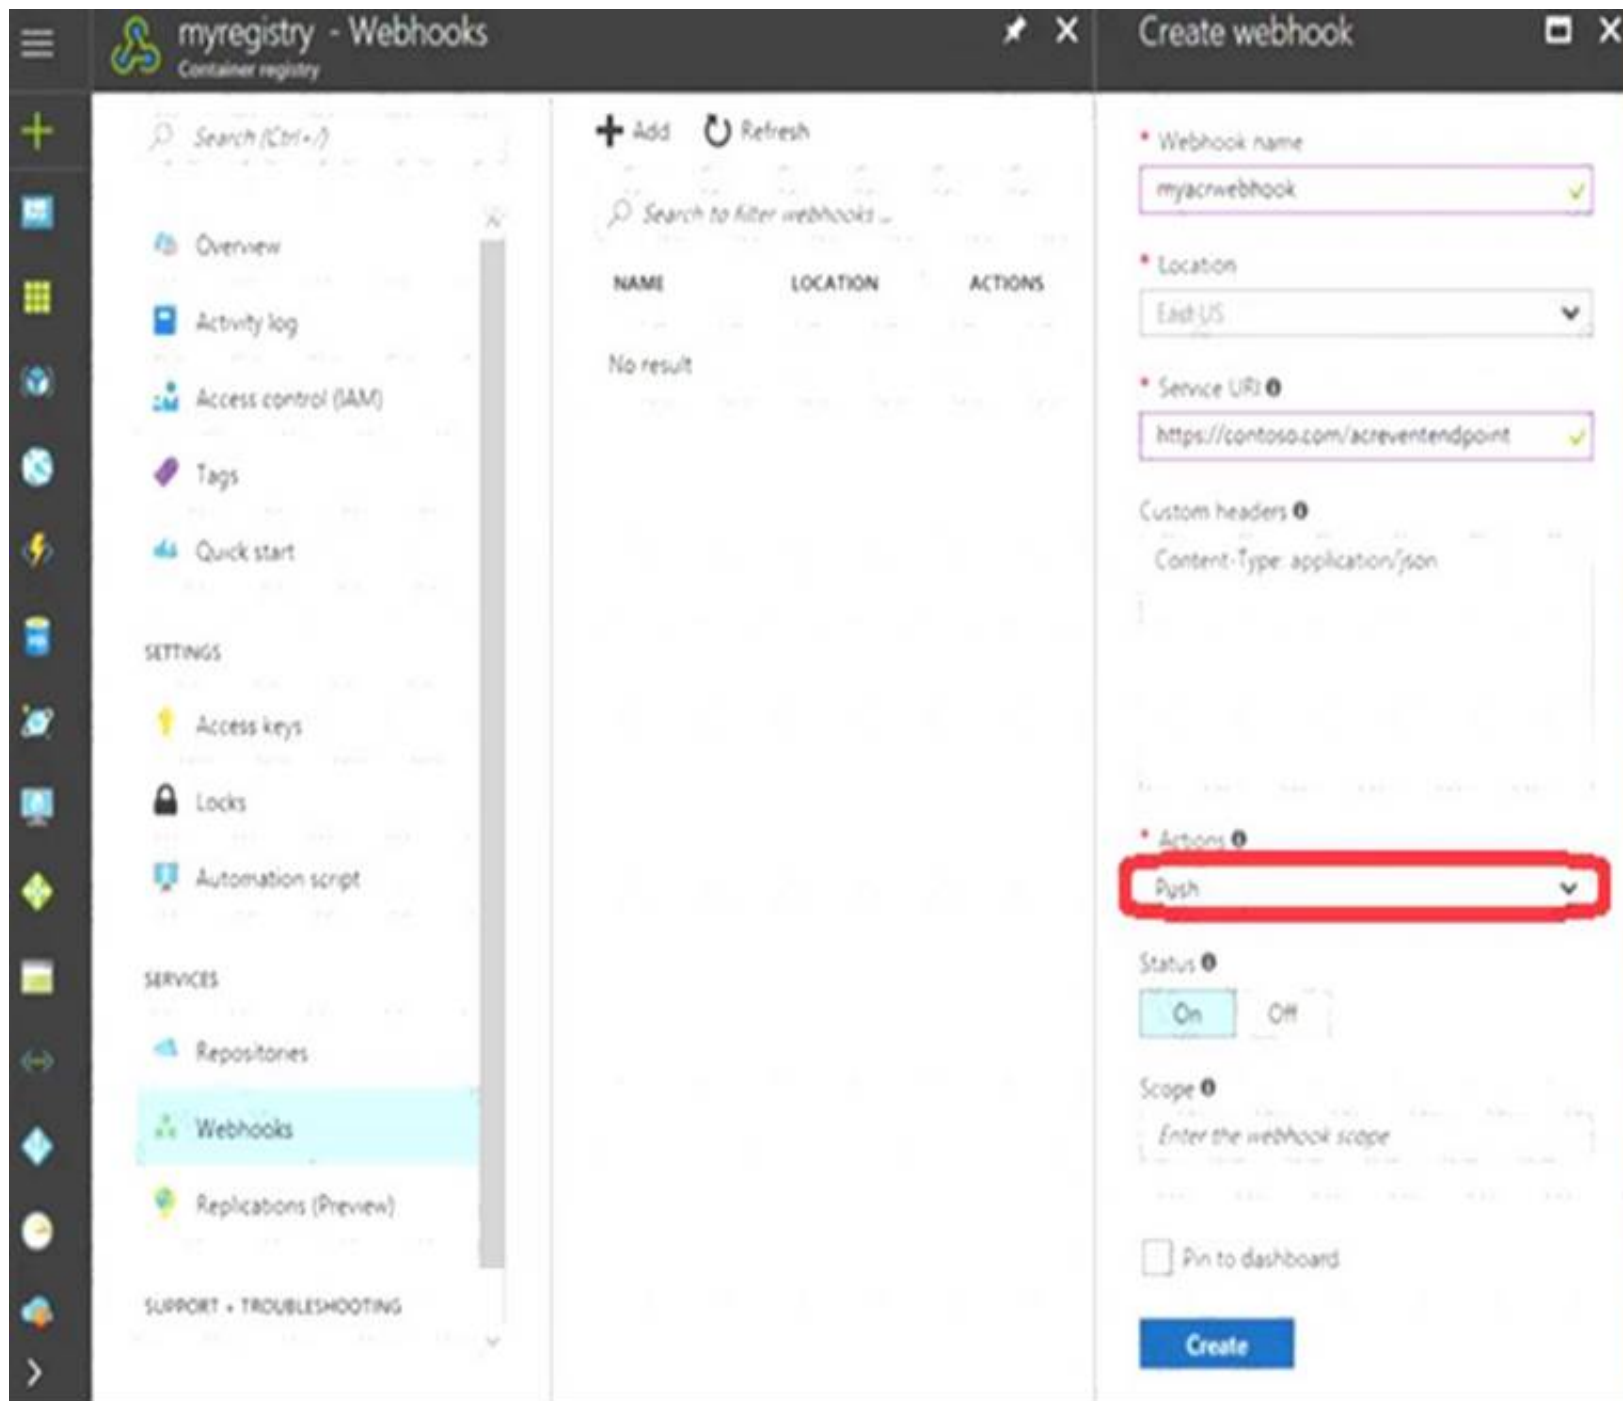 myregistry - Webhooks
Container registry
Search (Ctrl+/)
Overview
Activity log
Access control (IAM)
Tags
Quick start
SETTINGS
Access keys
Locks
Automation script
SERVICES
Repositories
Webhooks
Replications (Preview)
SUPPORT + TROUBLESHOOTING
Add Refresh
Search to filter webhooks ...
NAME LOCATION ACTIONS
No result
Create webhook
* Webhook name
myacrwebhook
* Location
East US
* Service URI
https://contoso.com/acreventendpoint
Custom headers
Content-Type: application/json
* Actions
Push
Status
On Off
Scope
Enter the webhook scope
Pin to dashboard
Create